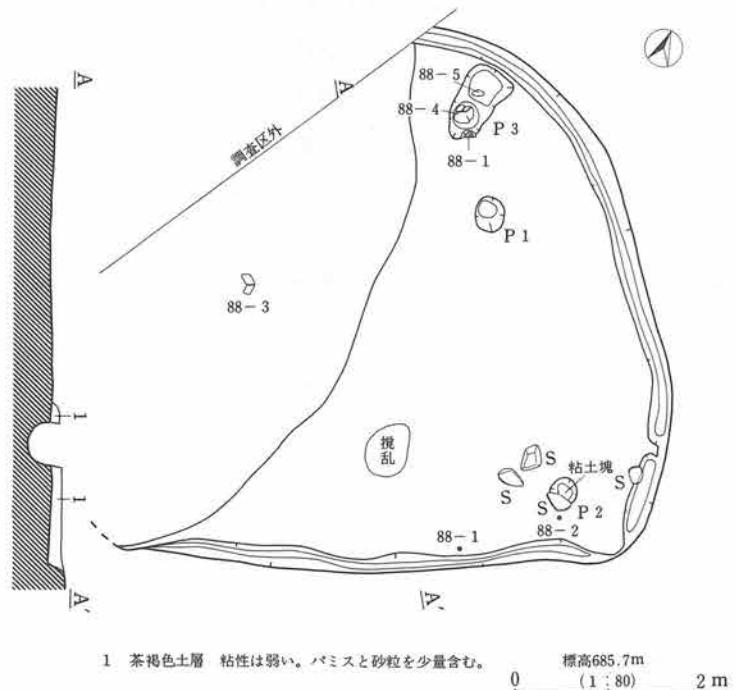 A
A
88-5
88-4
P 3
88-1
調査区外
P 1
88-3
1
撹乱
S
粘土塊
S
S
1
S
P 2
88-1
88-2
A'
A'
1 茶褐色土層 粘性は弱い。パミスと砂粒を少量含む。
標高685.7m
0 (1:80) 2m